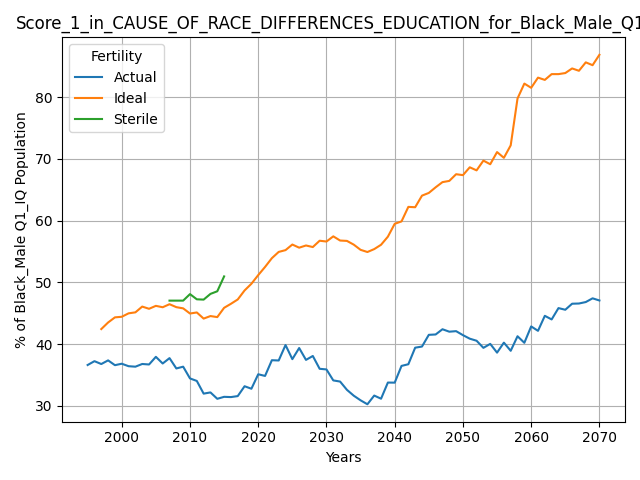 Score_1_in_CAUSE_OF_RACE_DIFFERENCES_EDUCATION_for_Black_Male_Q1
Fertility
Actual
Ideal
Sterile
% of Black_Male Q1_IQ Population
80
70
60
50
40
30
2000 2010 2020 2030 2040 2050 2060 2070
Years